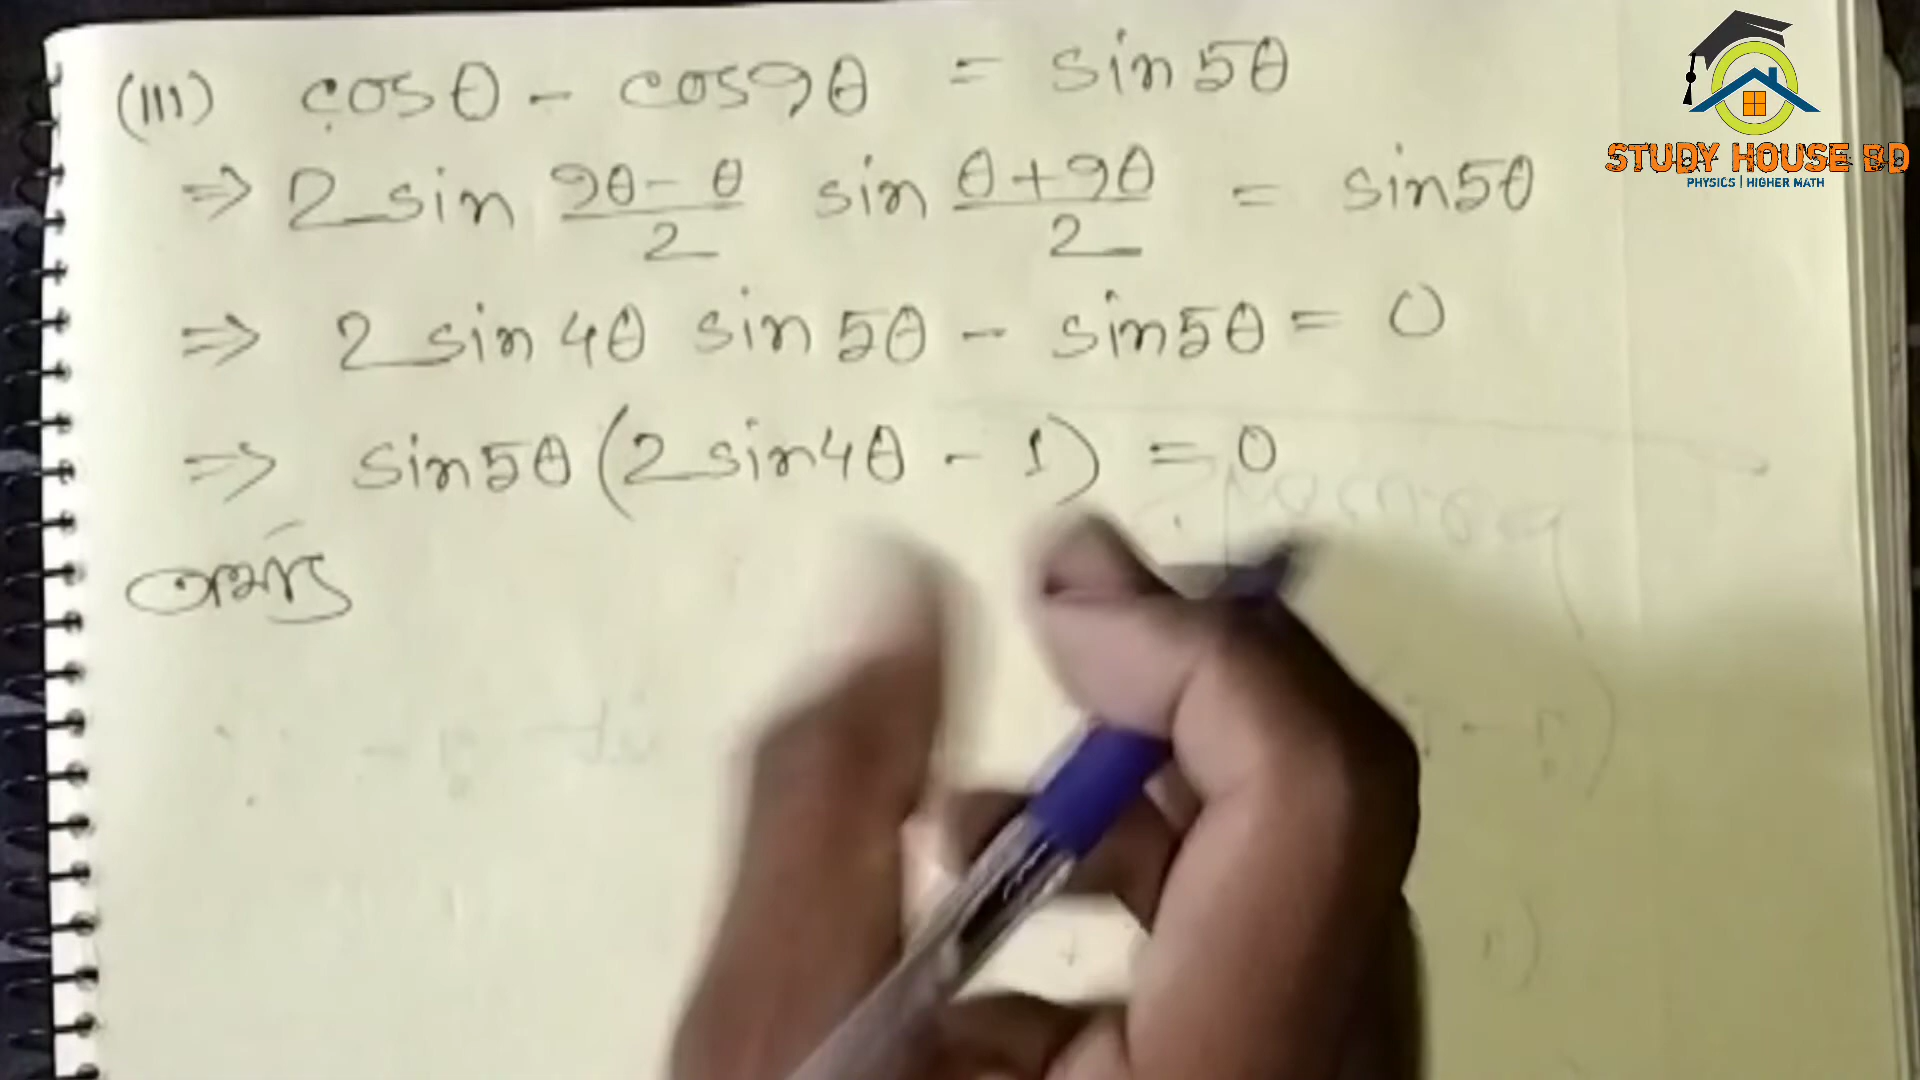 (III) cosθ - cos9θ = sin5θ
⇒ 2 sin (9θ - θ)/2 sin (θ + 9θ)/2 = sin5θ
⇒ 2 sin4θ sin5θ - sin5θ = 0
⇒ sin5θ (2 sin4θ - 1) = 0
STUDY HOUSE BD
PHYSICS | HIGHER MATH